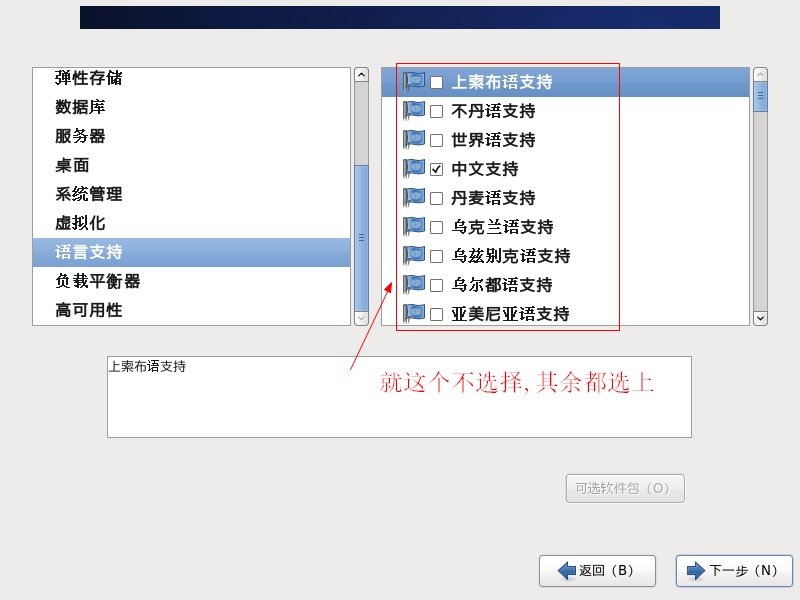 弹性存储
数据库
服务器
桌面
系统管理
虚拟化
语言支持
负载平衡器
高可用性
上索布语支持
不丹语支持
世界语支持
中文支持
丹麦语支持
乌克兰语支持
乌兹别克语支持
乌尔都语支持
亚美尼亚语支持
上索布语支持
就这个不选择,其余都选上
可选软件包（O）
返回（B）
下一步（N）